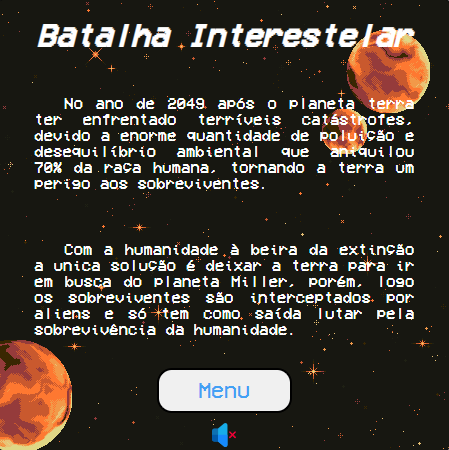 Batalha Interestelar
No ano de 2049 após o planeta terra
ter enfrentado terríveis catástrofes,
devido a enorme quantidade de poluição e
desequilíbrio ambiental que aniquilou
70% da raça humana, tornando a terra um
perigo aos sobreviventes.
Com a humanidade à beira da extinção
a unica solução é deixar a terra para ir
em busca do planeta Miller, porém, logo
os sobreviventes são interceptados por
aliens e só tem como saída lutar pela
sobrevivência da humanidade.
Menu